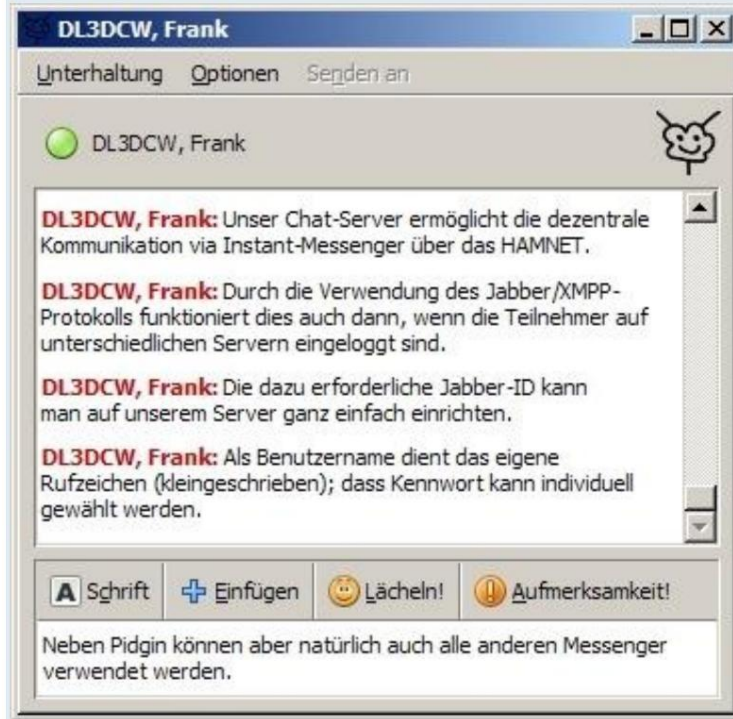 DL3DCW, Frank
Unterhaltung Optionen Senden an
DL3DCW, Frank
DL3DCW, Frank: Unser Chat-Server ermöglicht die dezentrale
Kommunikation via Instant-Messenger über das HAMNET.
DL3DCW, Frank: Durch die Verwendung des Jabber/XMPP-
Protokolls funktioniert dies auch dann, wenn die Teilnehmer auf
unterschiedlichen Servern eingeloggt sind.
DL3DCW, Frank: Die dazu erforderliche Jabber-ID kann
man auf unserem Server ganz einfach einrichten.
DL3DCW, Frank: Als Benutzername dient das eigene
Rufzeichen (kleingeschrieben); dass Kennwort kann individuell
gewählt werden.
A Schrift Einfügen Lächeln! Aufmerksamkeit!
Neben Pidgin können aber natürlich auch alle anderen Messenger
verwendet werden.